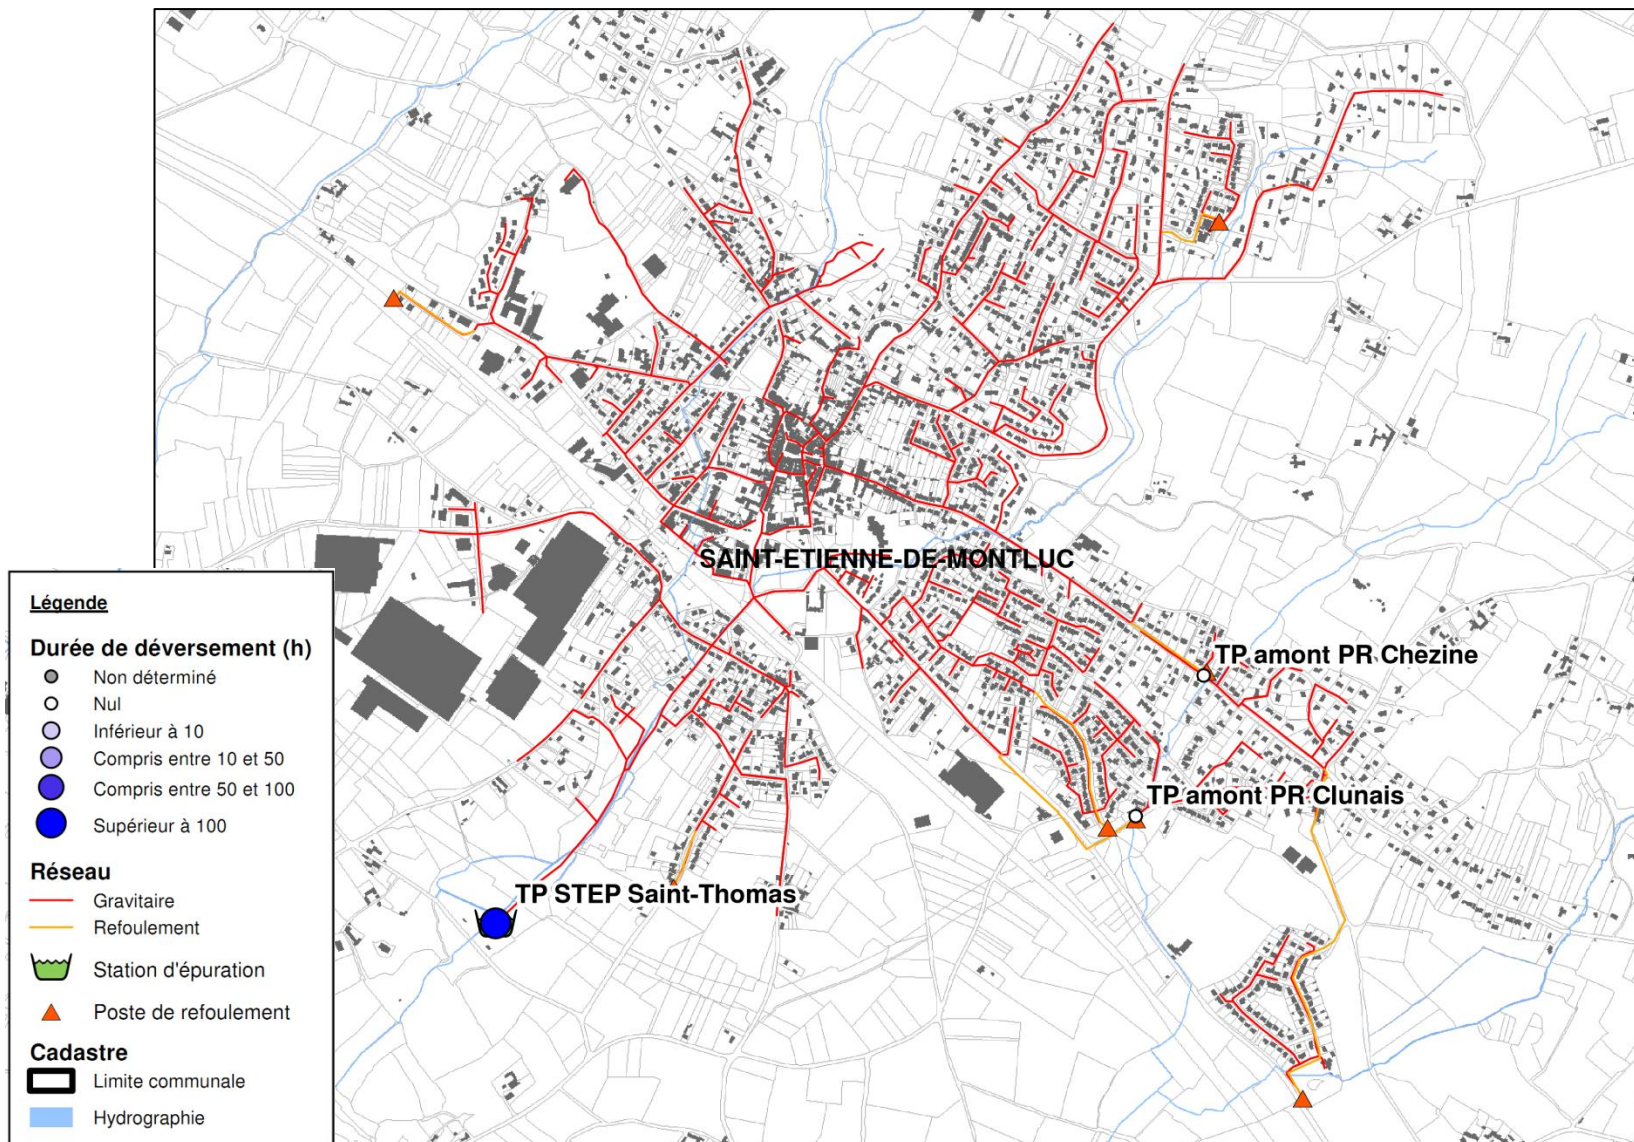 SAINT-ETIENNE-DE-MONTLUC
TP amont PR Chezine
TP amont PR Clunais
TP STEP Saint-Thomas
Légende
Durée de déversement (h)
Non déterminé
Nul
Inférieur à 10
Compris entre 10 et 50
Compris entre 50 et 100
Supérieur à 100
Réseau
Gravitaire
Refoulement
Station d'épuration
Poste de refoulement
Cadastre
Limite communale
Hydrographie